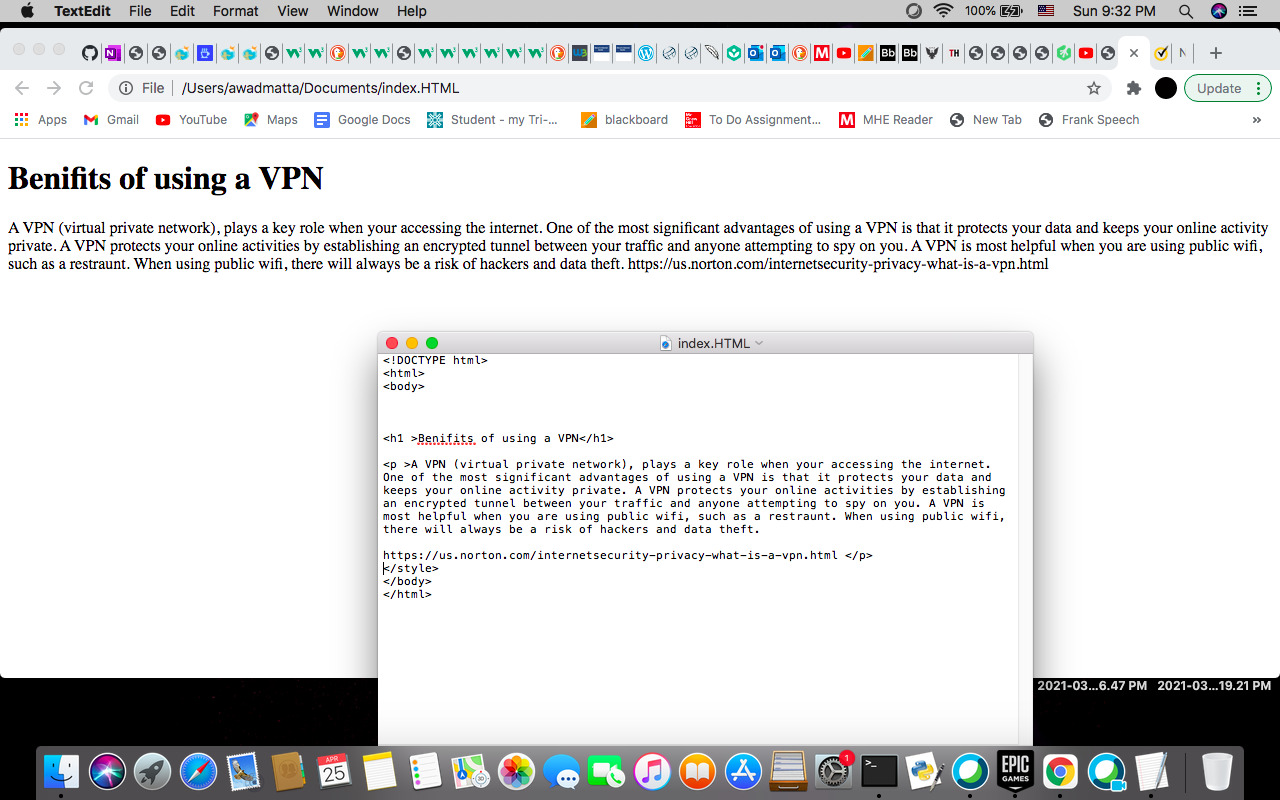 TextEdit File Edit Format View Window Help 100% Sun 9:32 PM
File /Users/awadmatta/Documents/index.HTML Update
Apps Gmail YouTube Maps Google Docs Student - my Tri-... blackboard To Do Assignment... MHE Reader New Tab Frank Speech »
Benifits of using a VPN
A VPN (virtual private network), plays a key role when your accessing the internet. One of the most significant advantages of using a VPN is that it protects your data and keeps your online activity
private. A VPN protects your online activities by establishing an encrypted tunnel between your traffic and anyone attempting to spy on you. A VPN is most helpful when you are using public wifi,
such as a restraunt. When using public wifi, there will always be a risk of hackers and data theft. https://us.norton.com/internetsecurity-privacy-what-is-a-vpn.html
index.HTML
<!DOCTYPE html>
<html>
<body>
<h1 >Benifits of using a VPN</h1>
<p >A VPN (virtual private network), plays a key role when your accessing the internet.
One of the most significant advantages of using a VPN is that it protects your data and
keeps your online activity private. A VPN protects your online activities by establishing
an encrypted tunnel between your traffic and anyone attempting to spy on you. A VPN is
most helpful when you are using public wifi, such as a restraunt. When using public wifi,
there will always be a risk of hackers and data theft.
https://us.norton.com/internetsecurity-privacy-what-is-a-vpn.html </p>
</style>
</body>
</html>
2021-03...6.47 PM 2021-03...19.21 PM
APR
25
1
EPIC
GAMES